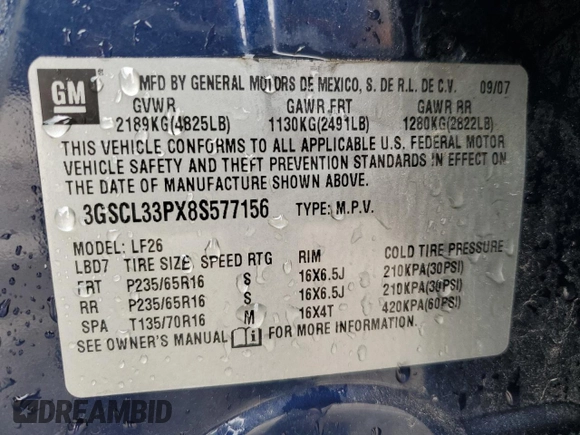 GM
MFD BY GENERAL MOTORS DE MEXICO, S. DE R.L. DE C.V. 09/07
GVWR GAWR FRT GAWR RR
2189KG(4825LB) 1130KG(2491LB) 1280KG(2822LB)
THIS VEHICLE CONFORMS TO ALL APPLICABLE U.S. FEDERAL MOTOR
VEHICLE SAFETY AND THEFT PREVENTION STANDARDS IN EFFECT ON
THE DATE OF MANUFACTURE SHOWN ABOVE.
3GSCL33PX8S577156 TYPE: M.P.V.
MODEL: LF26
LBD7 TIRE SIZE SPEED RTG RIM COLD TIRE PRESSURE
FRT P235/65R16 S 16X6.5J 210KPA(30PSI)
RR P235/65R16 S 16X6.5J 210KPA(30PSI)
SPA T135/70R16 M 16X4T 420KPA(60PSI)
SEE OWNER'S MANUAL FOR MORE INFORMATION.
DREAMBID